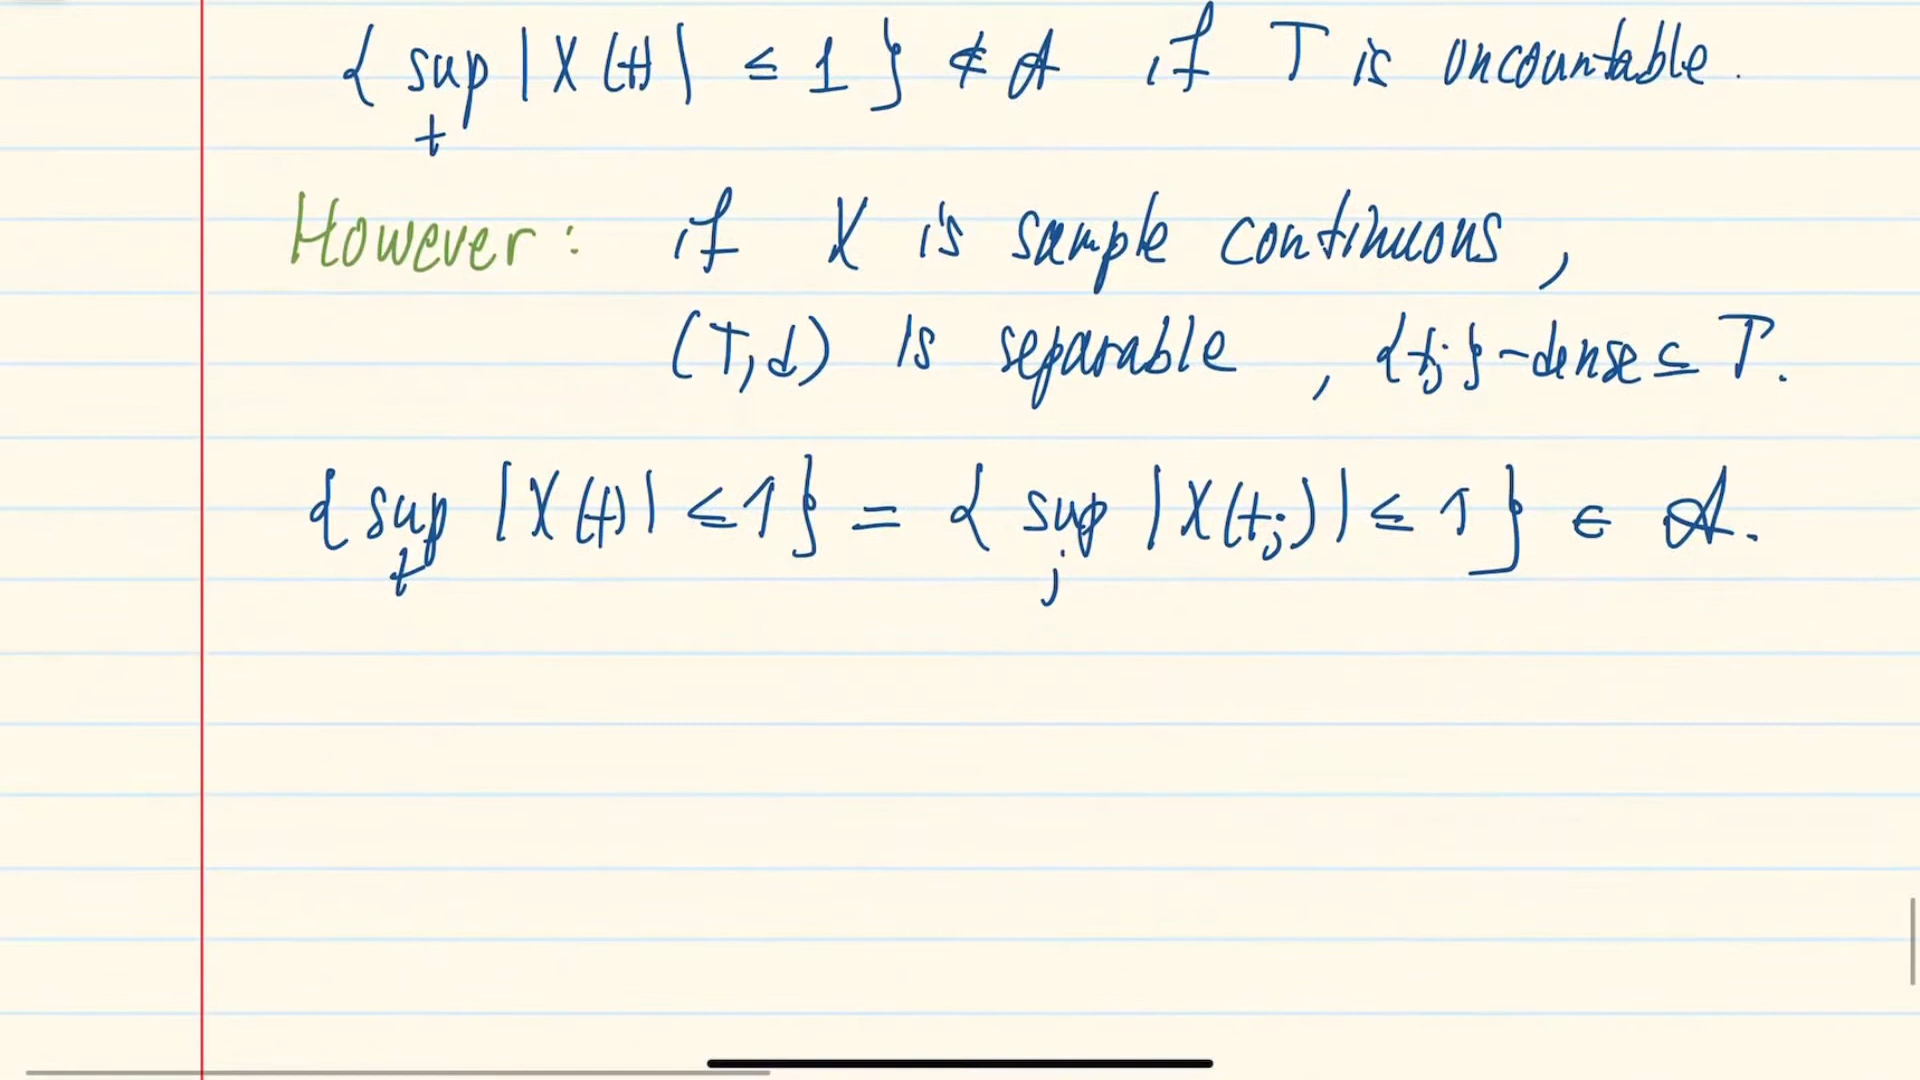 { sup |X(t)| ≤ 1 } ∉ A if T is uncountable.
t
However: if X is sample continuous,
(T, d) is separable, {tj}-dense ⊆ T.
{ sup |X(t)| ≤ 1 } = { sup |X(tj)| ≤ 1 } ∈ A.
t j